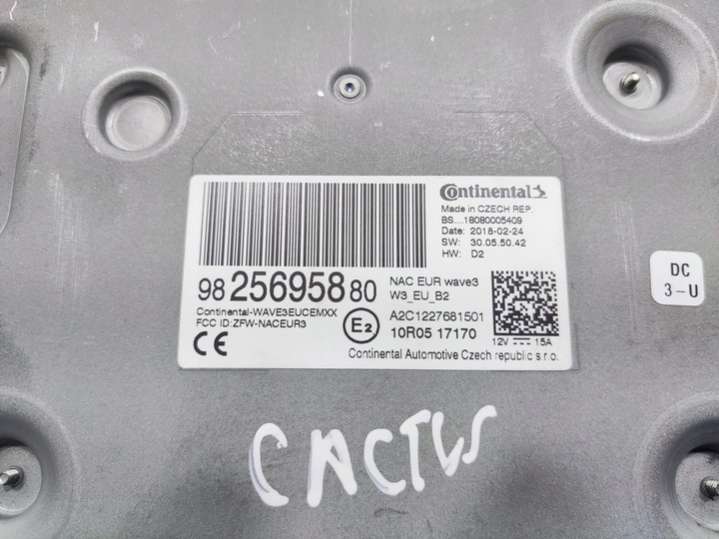 Continental
Made in CZECH REP.
BS....18080005409
Date: 2018-02-24
SW: 30.05.50.42
HW: D2
98 256958 80
NAC EUR wave3
W3_EU_B2
Continental-WAVE3EUCEMXX
FCC ID:ZFW-NACEUR3
CE
E2
A2C1227681501
10R05 17170
12V 15A
Continental Automotive Czech republic s.r.o.
DC
3-U
CACTUS